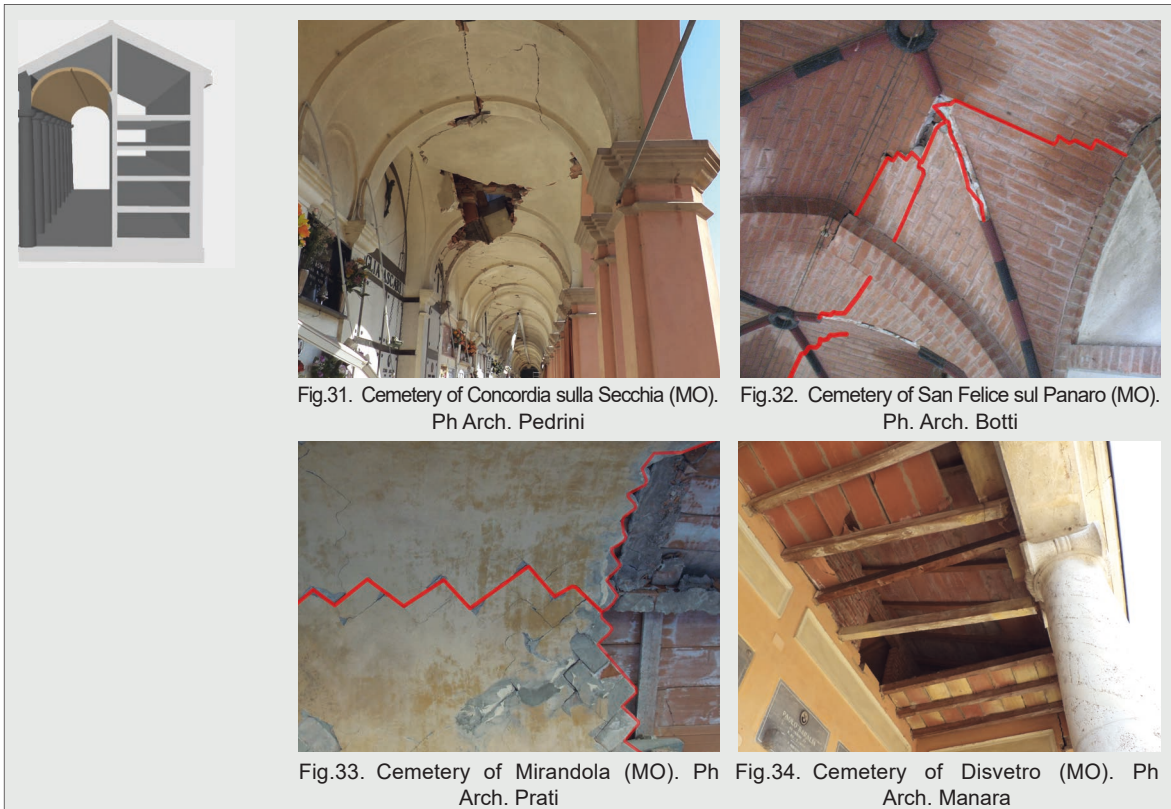 GLIA ASCARI
Fig.31. Cemetery of Concordia sulla Secchia (MO).
Ph Arch. Pedrini
Fig.32. Cemetery of San Felice sul Panaro (MO).
Ph. Arch. Botti
Fig.33. Cemetery of Mirandola (MO). Ph
Arch. Prati
Fig.34. Cemetery of Disvetro (MO). Ph
Arch. Manara